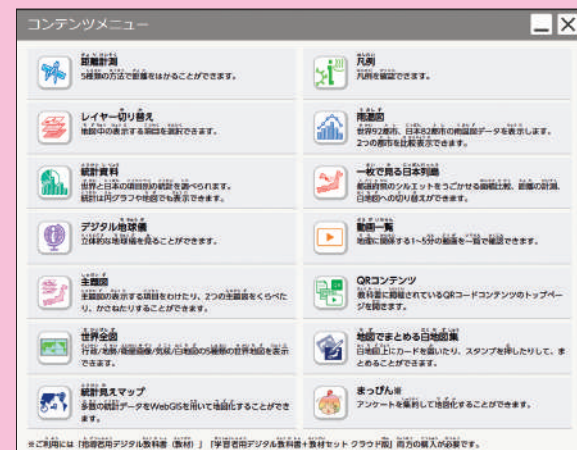 コンテンツメニュー
距離計測
5種類の方法で距離をはかることができます。
レイヤー切り替え
地図中の表示する項目を選択できます。
統計資料
世界と日本の項目別の統計を調べられます。
統計は円グラフや地図でも表示できます。
デジタル地球儀
立体的な地球儀を見ることができます。
主題図
主題図の表示する項目をわけたり、2つの主題図をくらべた
り、かさねたりすることができます。
世界全図
行政/地勢/衛星画像/気候/白地図の5種類の世界地図を表示
できます。
統計見えマップ
多数の統計データをWebGISを用いて地図化することができ
ます。
凡例
凡例を確認できます。
雨温図
世界92都市、日本82都市の雨温図データを表示します。
2つの都市を比較表示できます。
一枚で見る日本列島
都道府県のシルエットをうごかせる面積比較、距離の計測、
白地図への切り替えができます。
動画一覧
地理に関係する1~5分の動画を一覧で確認できます。
QRコンテンツ
教科書に掲載されているQRコードコンテンツのトップペー
ジを開きます。
地図でまとめる白地図集
白地図上にカードを置いたり、スタンプを押したりして、ま
とめることができます。
まっぴん※
アンケートを集約して地図化することができます。
※ご利用には「指導者用デジタル教科書(教材)」「学習者用デジタル教科書+教材セット クラウド版」両方の購入が必要です。